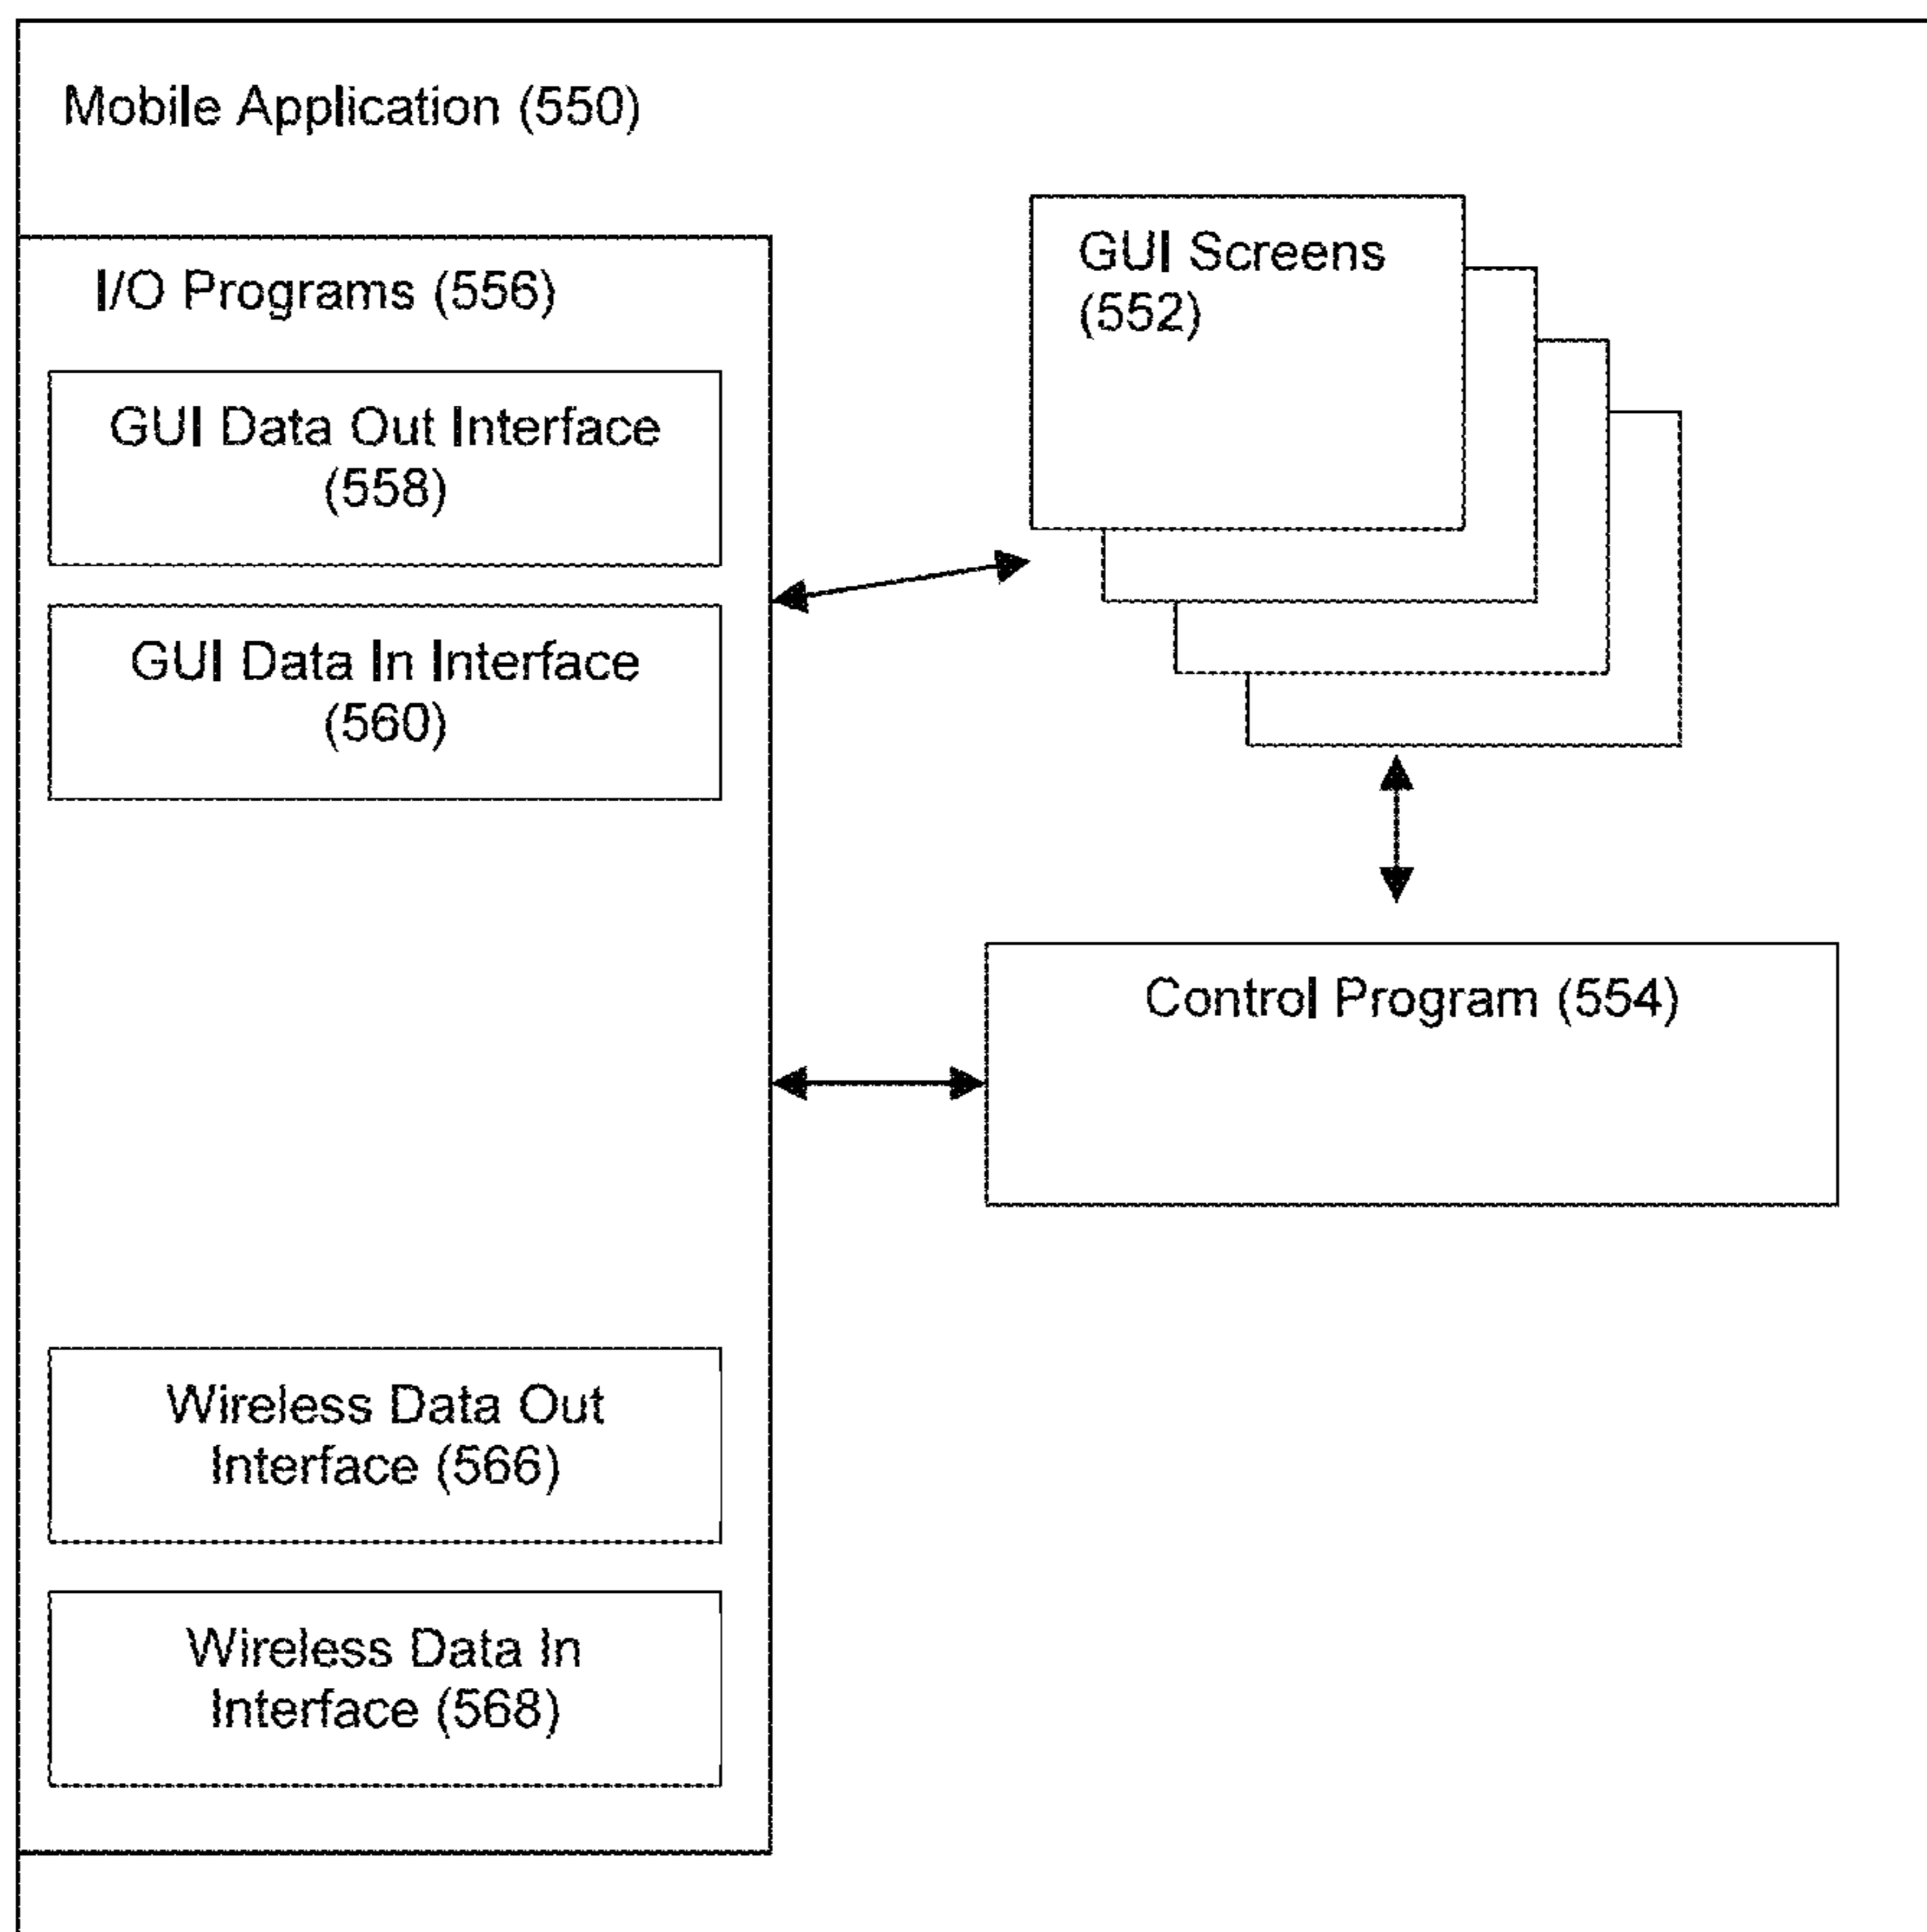 Mobile Application (550)
I/O Programs (556)
GUI Data Out Interface
(558)
GUI Data In Interface
(560)
Wireless Data Out
Interface (566)
Wireless Data In
Interface (568)
GUI Screens
(552)
Control Program (554)